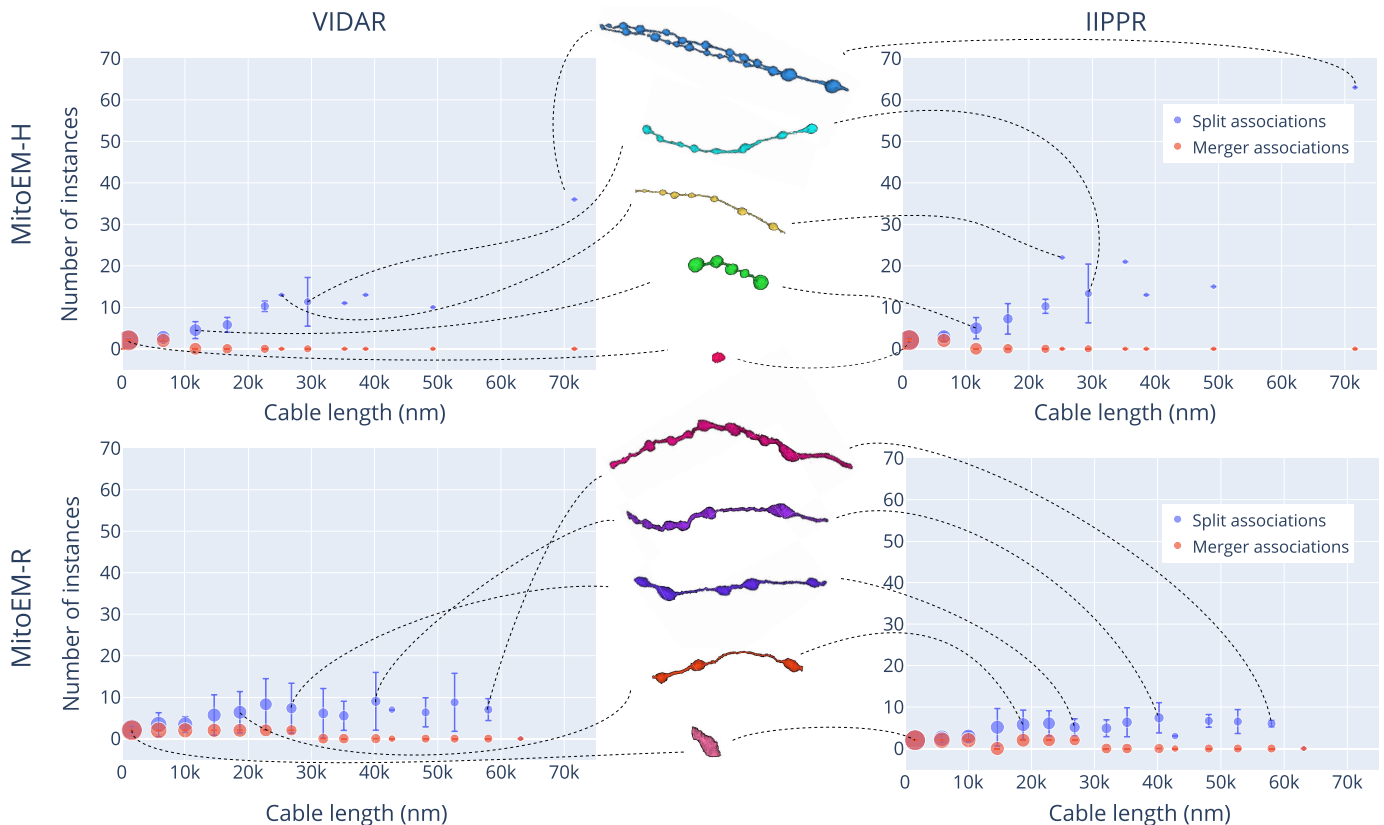 VIDAR
IIPPR
MitoEM-H
Number of instances
70
60
50
40
30
20
10
0
0 10k 20k 30k 40k 50k 60k 70k
Cable length (nm)
70
60
50
40
30
20
10
0
Split associations
Merger associations
0 10k 20k 30k 40k 50k 60k 70k
Cable length (nm)
MitoEM-R
Number of instances
70
60
50
40
30
20
10
0
0 10k 20k 30k 40k 50k 60k 70k
Cable length (nm)
70
60
50
40
30
20
10
0
Split associations
Merger associations
0 10k 20k 30k 40k 50k 60k 70k
Cable length (nm)